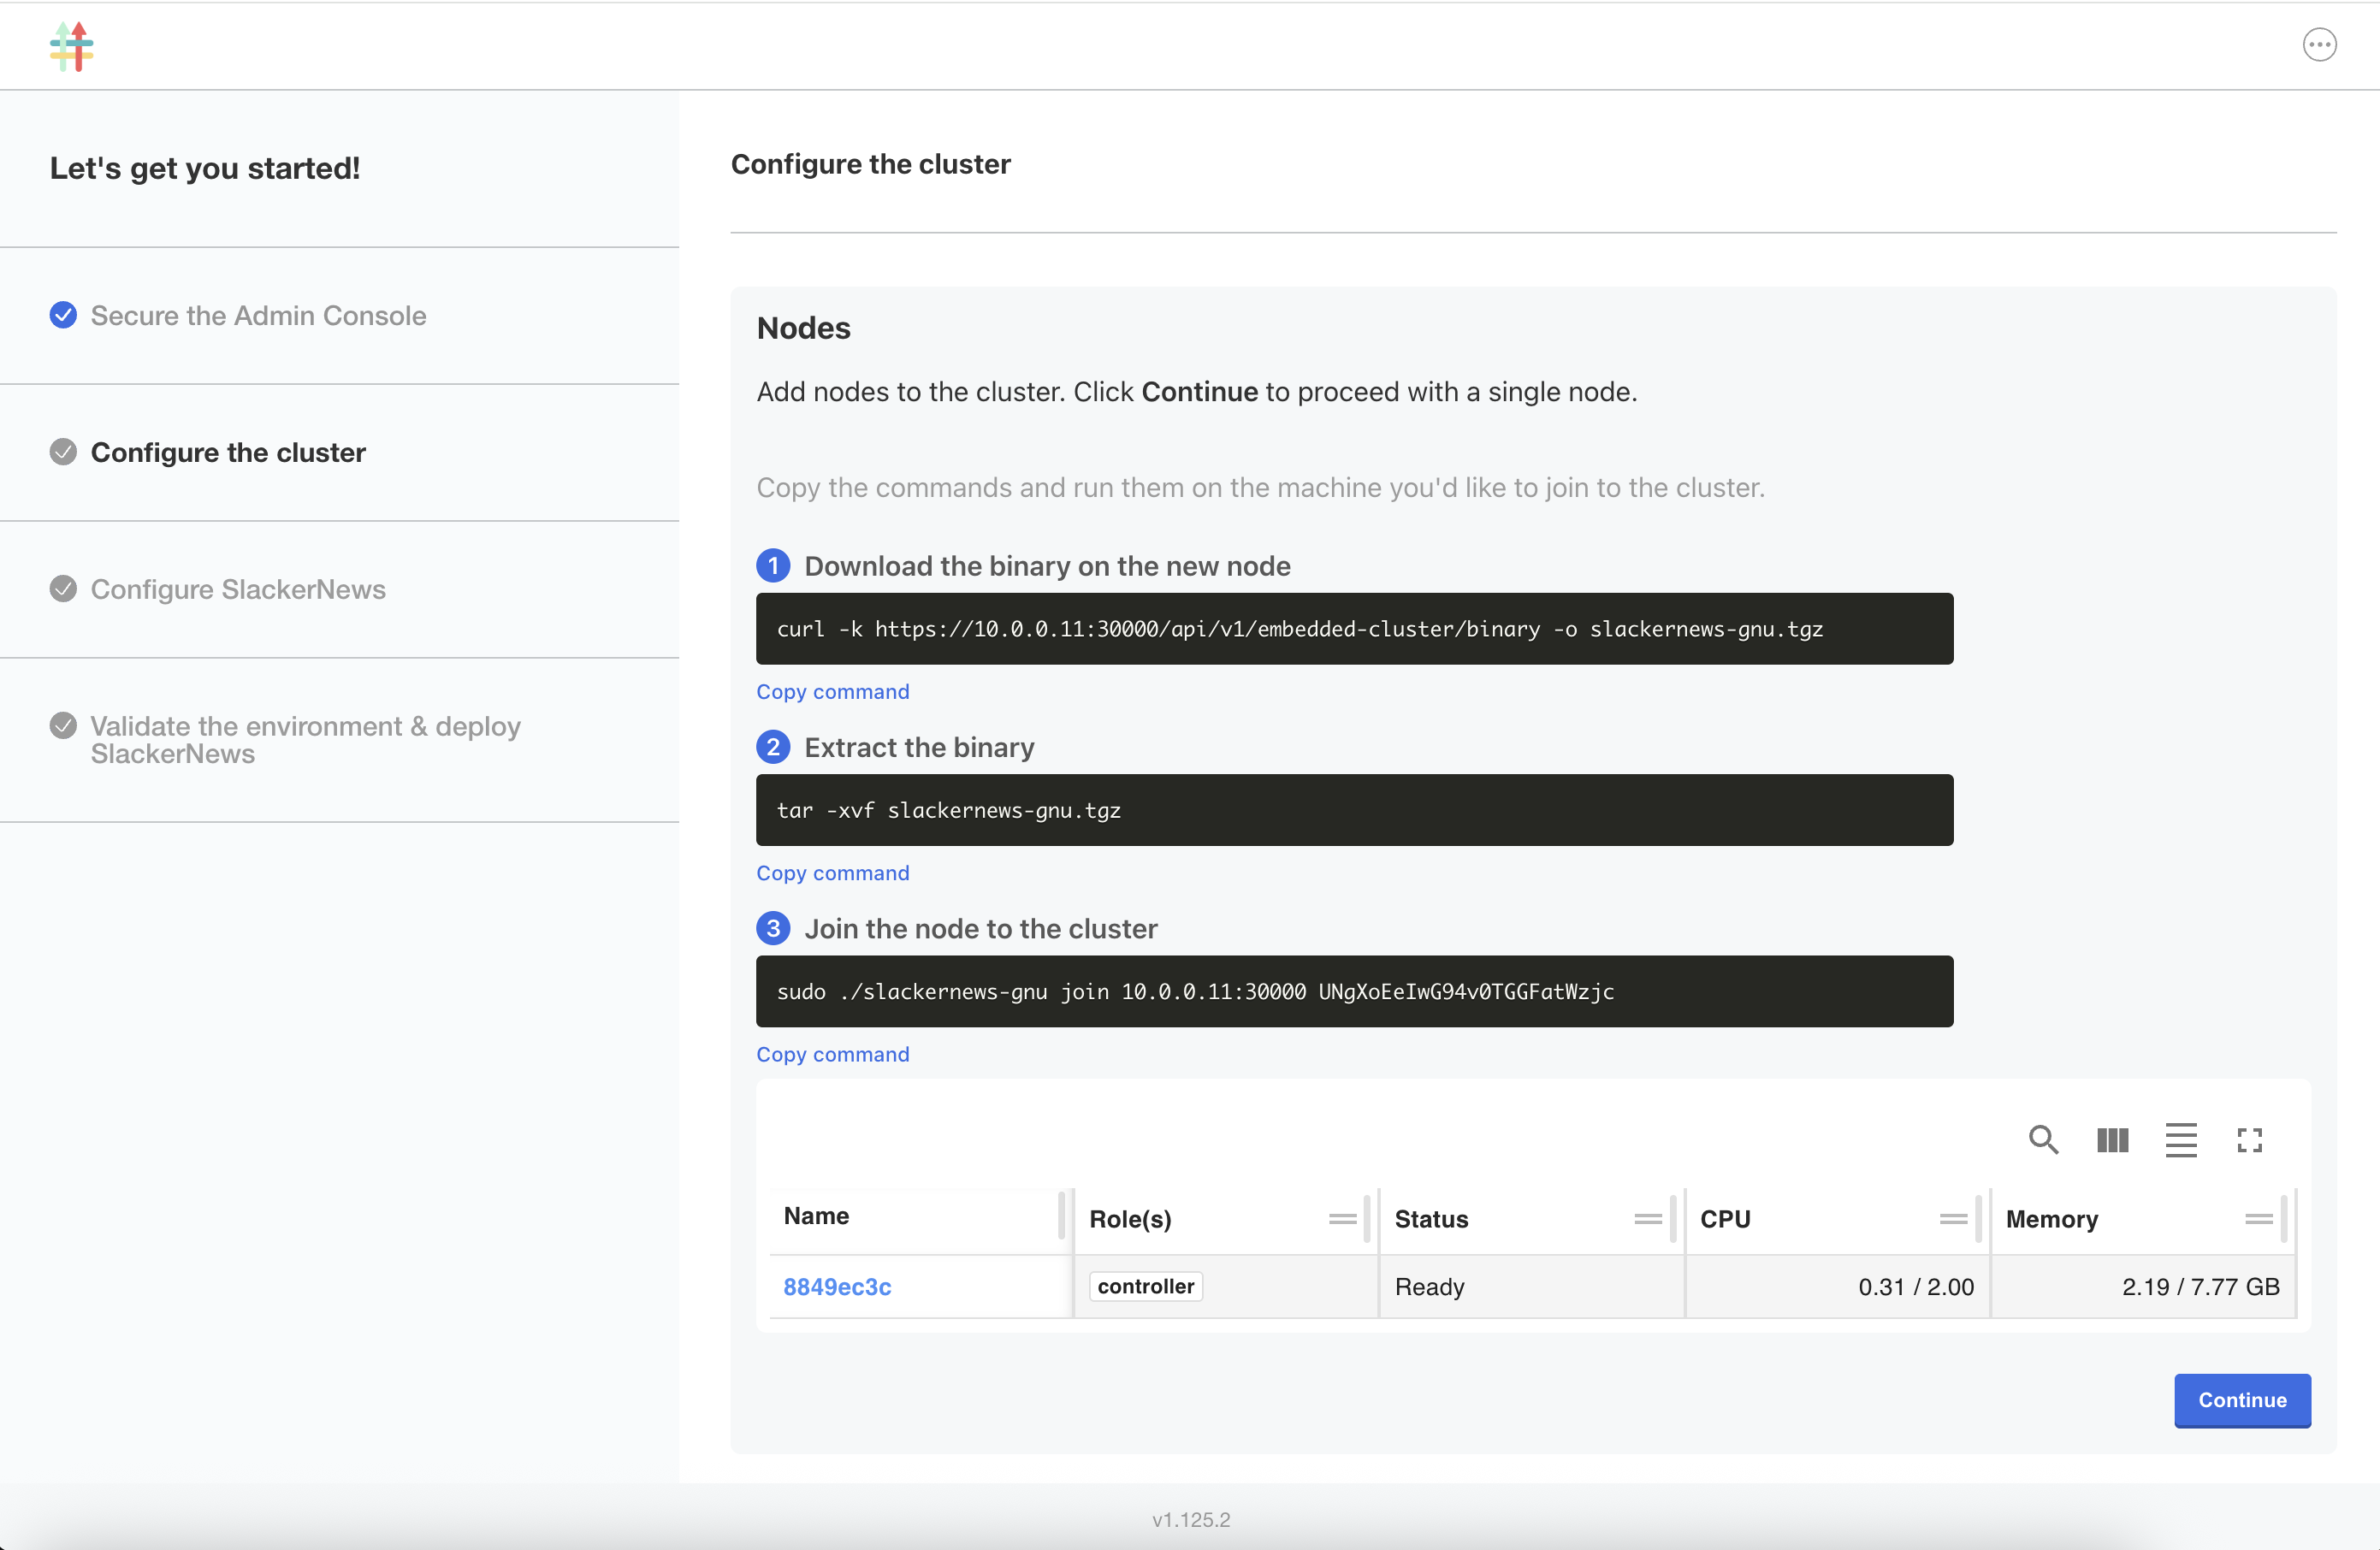 Let's get you started!
Secure the Admin Console
Configure the cluster
Configure SlackerNews
Validate the environment & deploy
SlackerNews
Configure the cluster
Nodes
Add nodes to the cluster. Click Continue to proceed with a single node.
Copy the commands and run them on the machine you'd like to join to the cluster.
1 Download the binary on the new node
curl -k https://10.0.0.11:30000/api/v1/embedded-cluster/binary -o slackernews-gnu.tgz
Copy command
2 Extract the binary
tar -xvf slackernews-gnu.tgz
Copy command
3 Join the node to the cluster
sudo ./slackernews-gnu join 10.0.0.11:30000 UNgXoEeIwG94v0TGGFatWzjc
Copy command
Name Role(s) Status CPU Memory
8849ec3c controller Ready 0.31 / 2.00 2.19 / 7.77 GB
Continue
v1.125.2